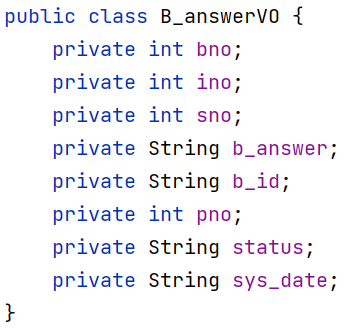 public class B_answerVO {
    private int bno;
    private int ino;
    private int sno;
    private String b_answer;
    private String b_id;
    private int pno;
    private String status;
    private String sys_date;
}